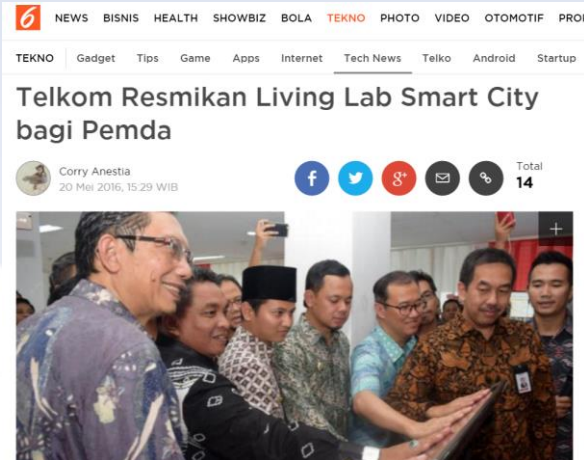 6 NEWS BISNIS HEALTH SHOWBIZ BOLA TEKNO PHOTO VIDEO OTOMOTIF
TEKNO Gadget Tips Game Apps Internet Tech News Telko Android Startup
Telkom Resmikan Living Lab Smart City
bagi Pemda
Corry Anestia
20 Mei 2016, 15:29 WIB
f g+
Total
14
+